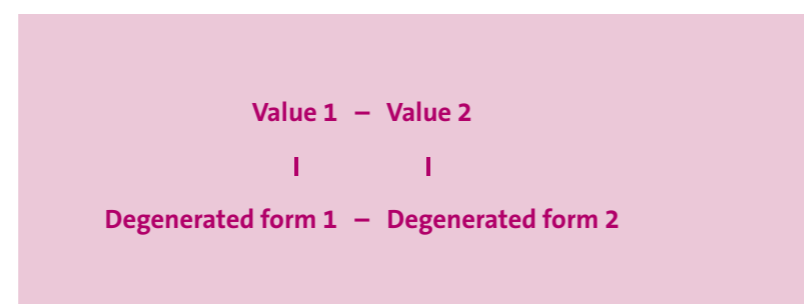 Value 1 – Value 2
I I
Degenerated form 1 – Degenerated form 2